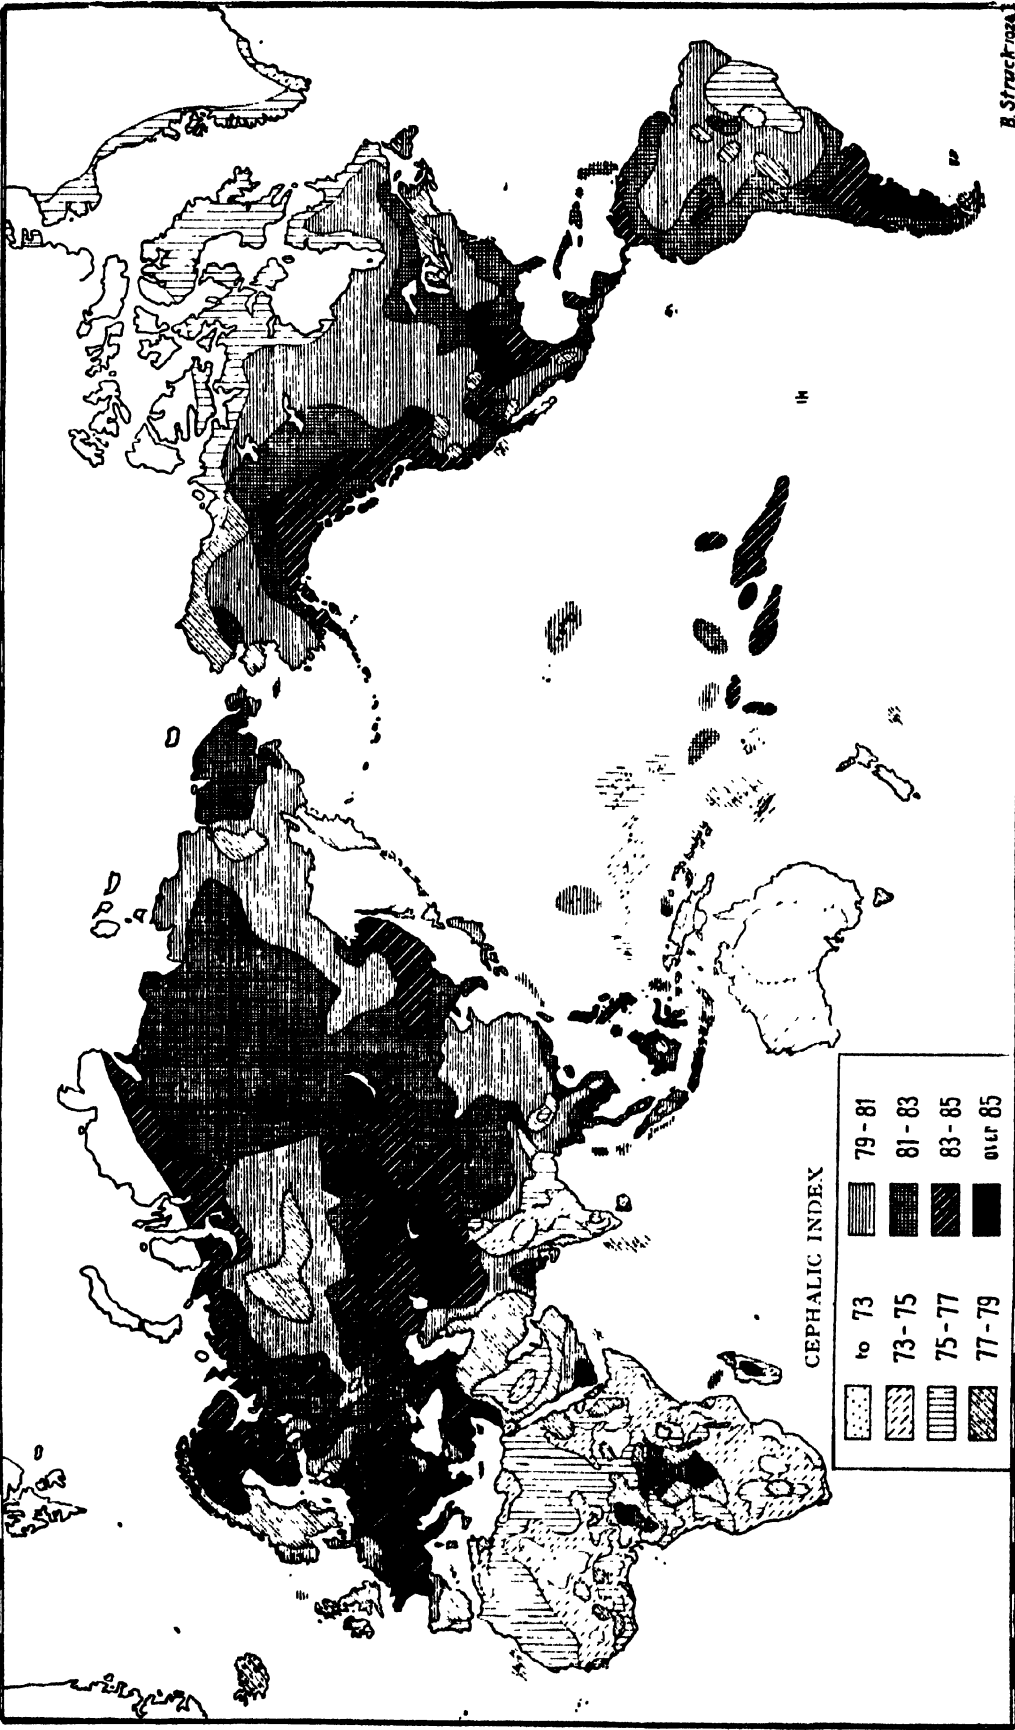 CEPHALIC INDEX
to 73
73-75
75-77
77-79
79-81
81-83
83-85
over 85
B. Struck 1924